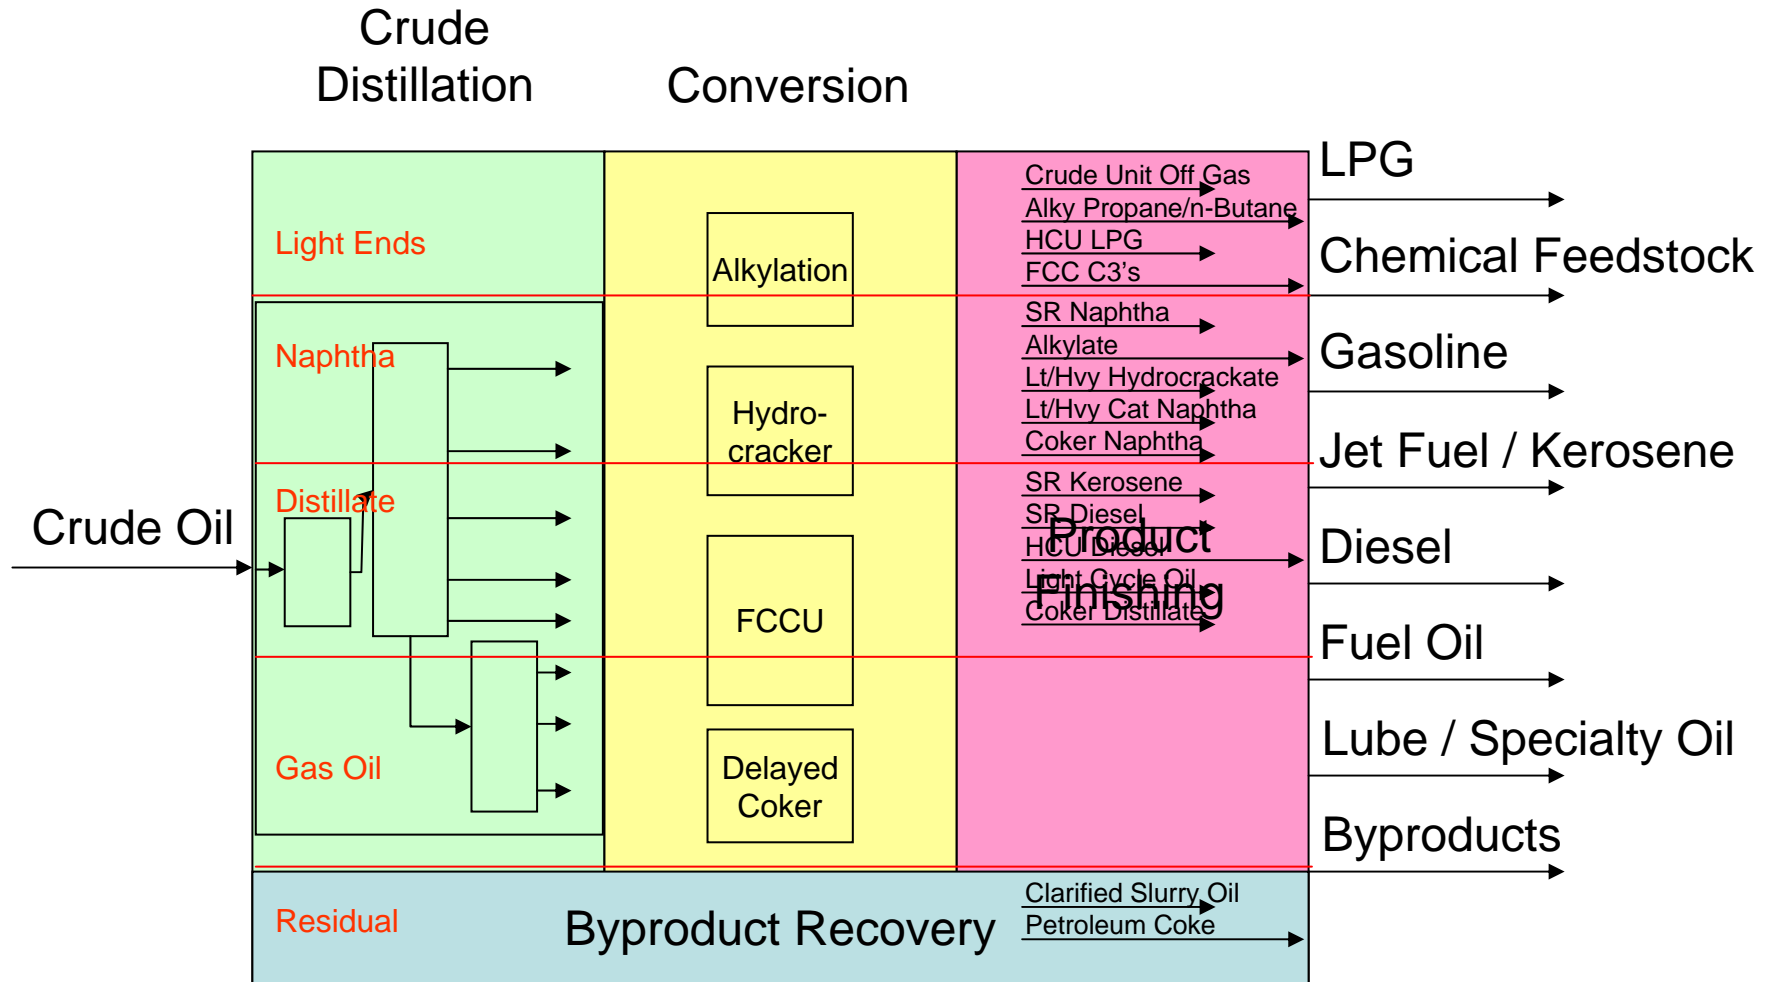 Crude
Distillation
Conversion
Crude Oil
Light Ends
Naphtha
Distillate
Gas Oil
Residual
Alkylation
Hydro-
cracker
FCCU
Delayed
Coker
Crude Unit Off Gas
Alky Propane/n-Butane
HCU LPG
FCC C3's
SR Naphtha
Alkylate
Lt/Hvy Hydrocrackate
Lt/Hvy Cat Naphtha
Coker Naphtha
SR Kerosene
SR Diesel
HCU Diesel
Light Cycle Oil
Coker Distillate
Product
Finishing
Byproduct Recovery
Clarified Slurry Oil
Petroleum Coke
LPG
Chemical Feedstock
Gasoline
Jet Fuel / Kerosene
Diesel
Fuel Oil
Lube / Specialty Oil
Byproducts